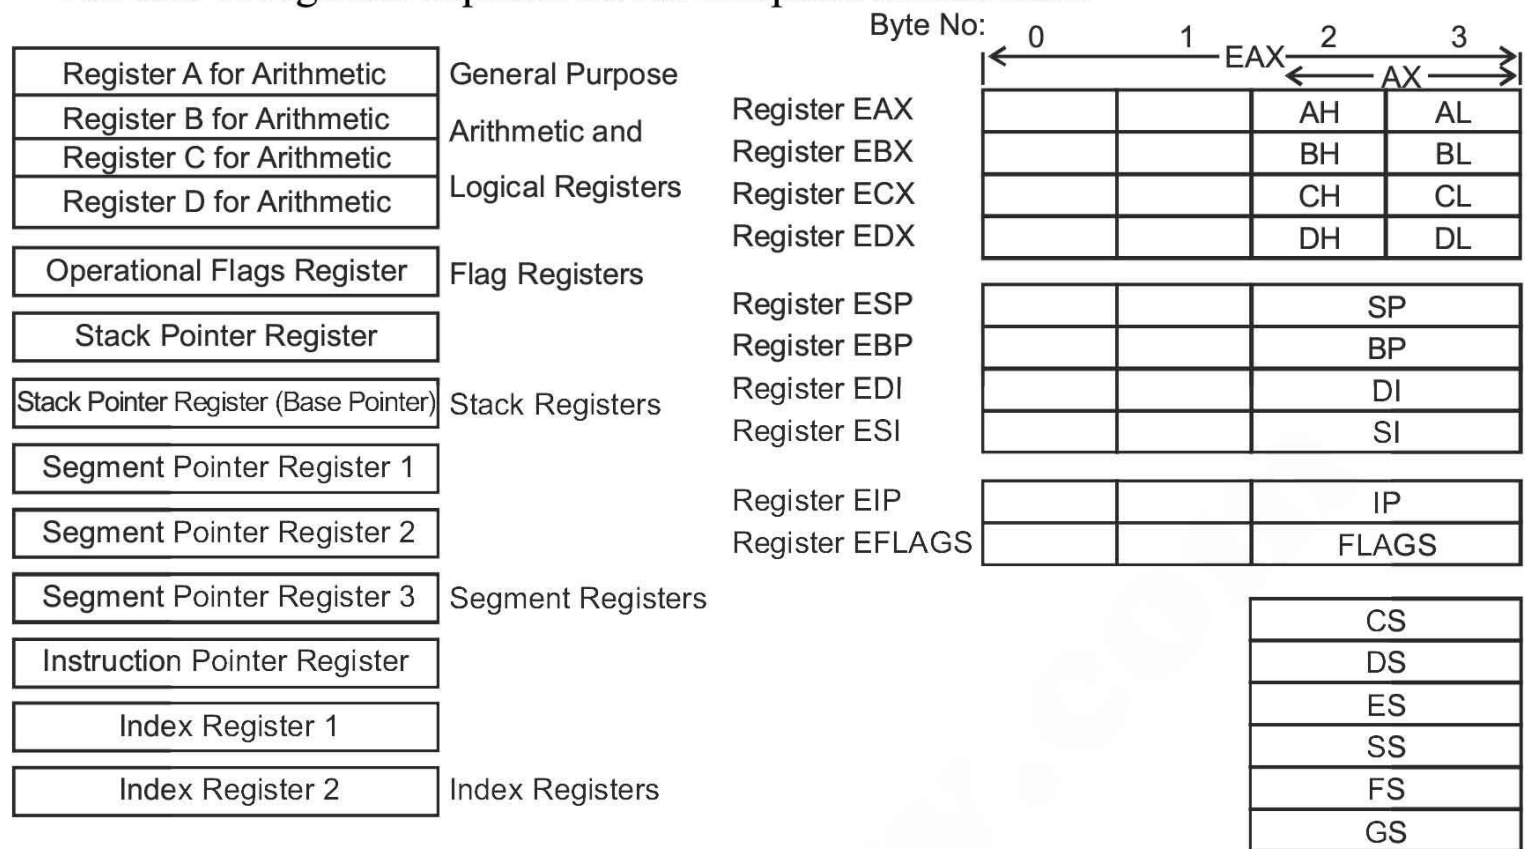 Byte No:
0 1 2 3
EAX
AX
Register A for Arithmetic
Register B for Arithmetic
Register C for Arithmetic
Register D for Arithmetic
General Purpose
Arithmetic and
Logical Registers
Operational Flags Register
Flag Registers
Stack Pointer Register
Stack Pointer Register (Base Pointer)
Stack Registers
Segment Pointer Register 1
Segment Pointer Register 2
Segment Pointer Register 3
Segment Registers
Instruction Pointer Register
Index Register 1
Index Register 2
Index Registers
Register EAX AH AL
Register EBX BH BL
Register ECX CH CL
Register EDX DH DL
Register ESP SP
Register EBP BP
Register EDI DI
Register ESI SI
Register EIP IP
Register EFLAGS FLAGS
CS
DS
ES
SS
FS
GS